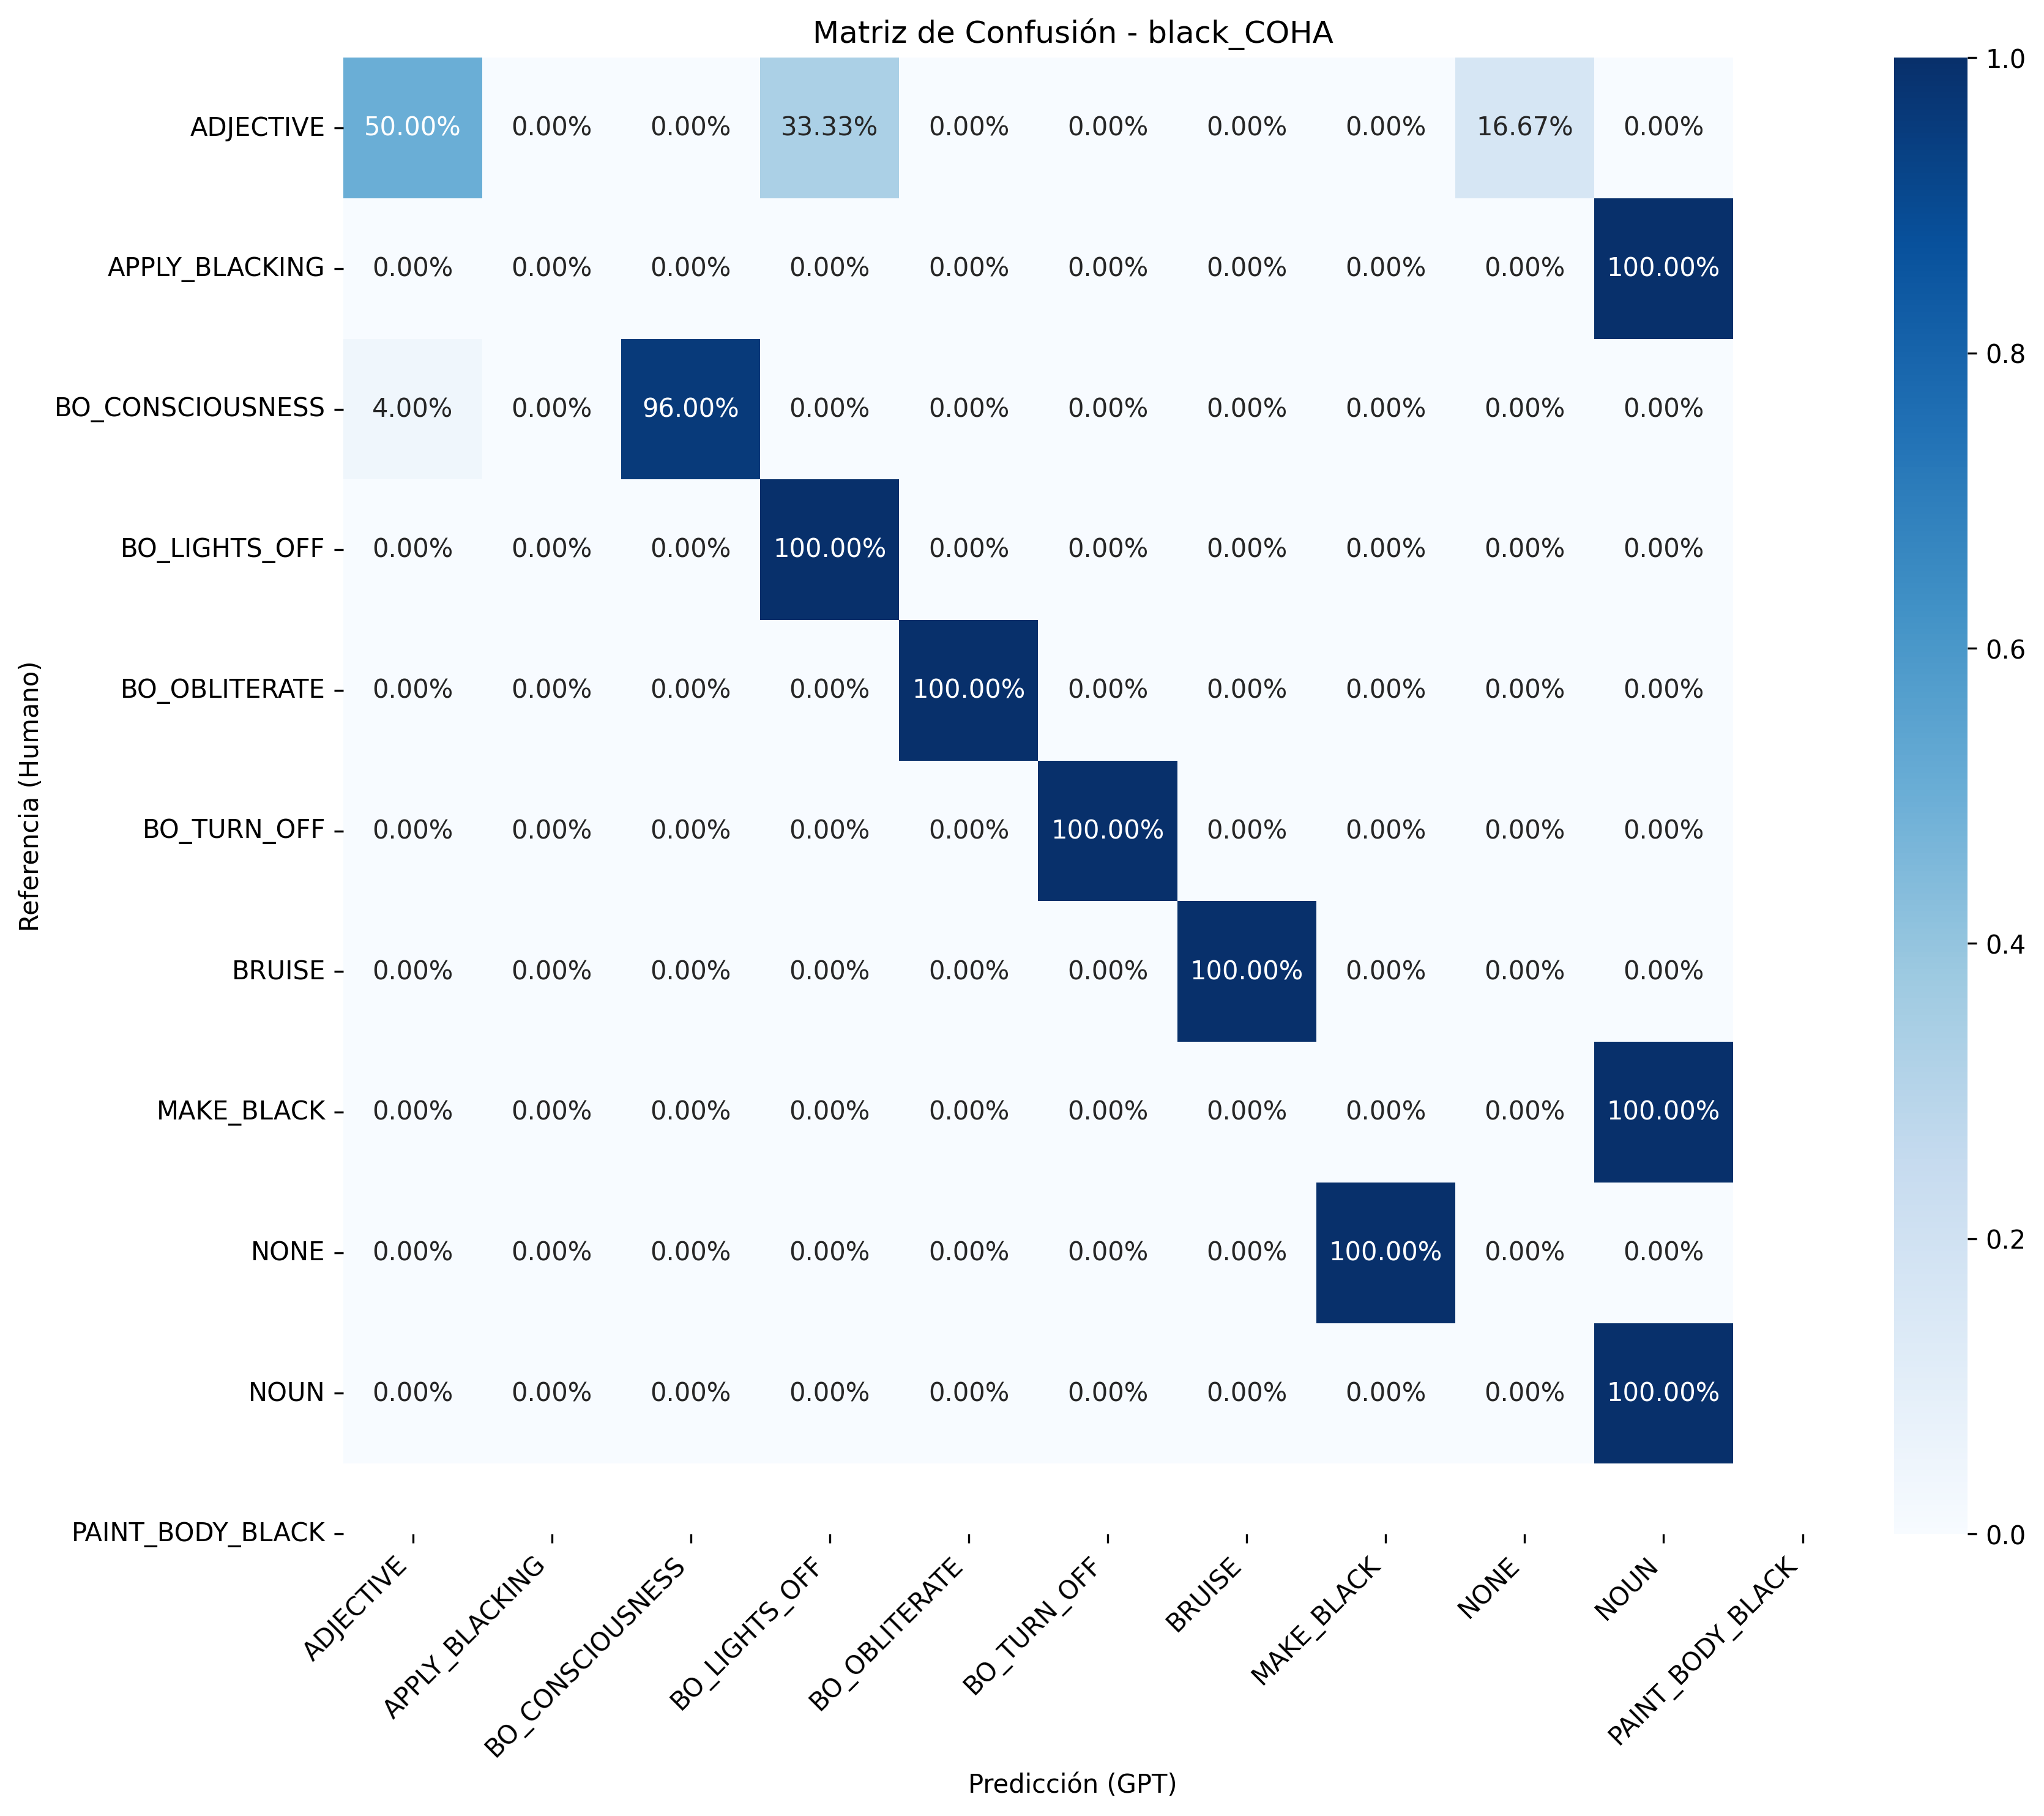 Matriz de Confusión - black_COHA
ADJECTIVE 50.00% 0.00% 0.00% 33.33% 0.00% 0.00% 0.00% 0.00% 16.67% 0.00%
APPLY_BLACKING 0.00% 0.00% 0.00% 0.00% 0.00% 0.00% 0.00% 0.00% 0.00% 100.00%
BO_CONSCIOUSNESS 4.00% 0.00% 96.00% 0.00% 0.00% 0.00% 0.00% 0.00% 0.00% 0.00%
BO_LIGHTS_OFF 0.00% 0.00% 0.00% 100.00% 0.00% 0.00% 0.00% 0.00% 0.00% 0.00%
BO_OBLITERATE 0.00% 0.00% 0.00% 0.00% 100.00% 0.00% 0.00% 0.00% 0.00% 0.00%
BO_TURN_OFF 0.00% 0.00% 0.00% 0.00% 0.00% 100.00% 0.00% 0.00% 0.00% 0.00%
BRUISE 0.00% 0.00% 0.00% 0.00% 0.00% 0.00% 100.00% 0.00% 0.00% 0.00%
MAKE_BLACK 0.00% 0.00% 0.00% 0.00% 0.00% 0.00% 0.00% 0.00% 0.00% 100.00%
NONE 0.00% 0.00% 0.00% 0.00% 0.00% 0.00% 0.00% 100.00% 0.00% 0.00%
NOUN 0.00% 0.00% 0.00% 0.00% 0.00% 0.00% 0.00% 0.00% 0.00% 100.00%
PAINT_BODY_BLACK
Referencia (Humano)
ADJECTIVE
APPLY_BLACKING
BO_CONSCIOUSNESS
BO_LIGHTS_OFF
BO_OBLITERATE
BO_TURN_OFF
BRUISE
MAKE_BLACK
NONE
NOUN
PAINT_BODY_BLACK
Predicción (GPT)
1.0
0.8
0.6
0.4
0.2
0.0